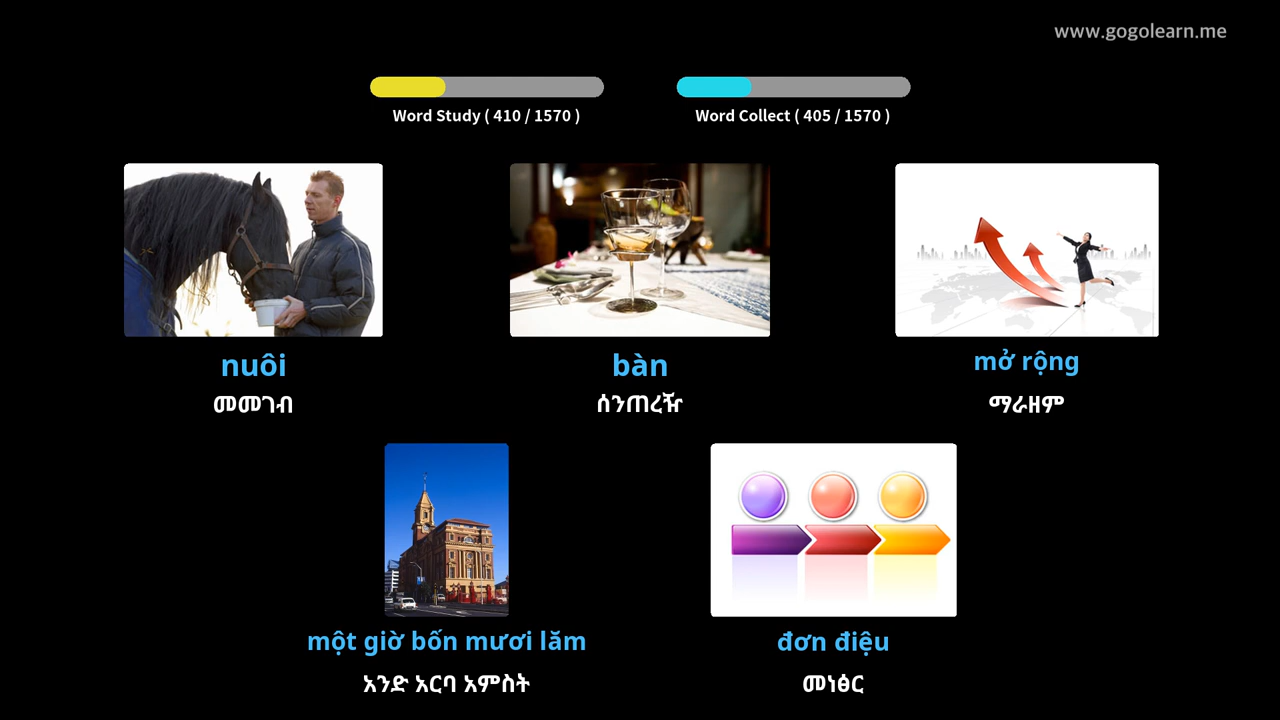 www.gogolearn.me
Word Study ( 410 / 1570 )
Word Collect ( 405 / 1570 )
nuôi
መመገብ
bàn
ሰንጠረዥ
mở rộng
ማራዘም
một giờ bốn mươi lăm
አንድ አርባ አምስት
đơn điệu
መነፅር